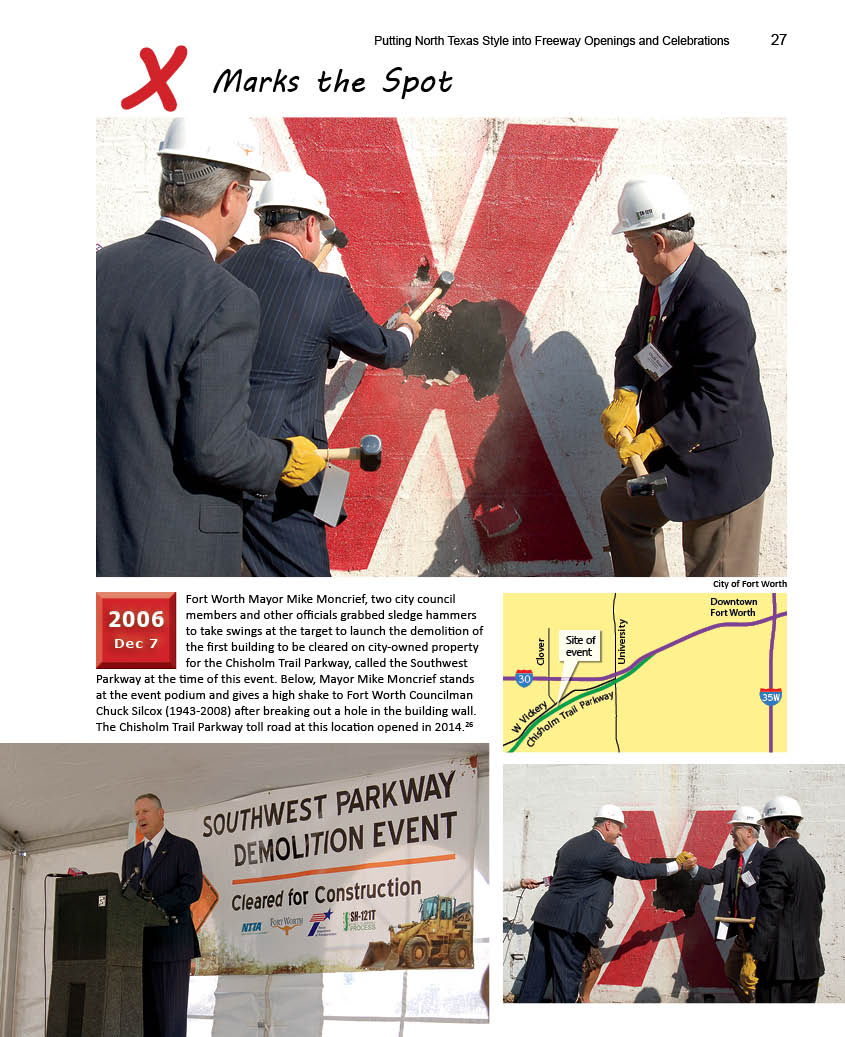 Putting North Texas Style into Freeway Openings and Celebrations 27
X Marks the Spot
SH-121T
City of Fort Worth
2006
Dec 7
Fort Worth Mayor Mike Moncrief, two city council
members and other officials grabbed sledge hammers
to take swings at the target to launch the demolition of
the first building to be cleared on city-owned property
for the Chisholm Trail Parkway, called the Southwest
Parkway at the time of this event. Below, Mayor Mike Moncrief stands
at the event podium and gives a high shake to Fort Worth Councilman
Chuck Silcox (1943-2008) after breaking out a hole in the building wall.
The Chisholm Trail Parkway toll road at this location opened in 2014.²⁶
Downtown
Fort Worth
Clover
Site of
event
University
30
35W
W Vickery
Chisholm Trail Parkway
SOUTHWEST PARKWAY
DEMOLITION EVENT
Cleared for Construction
NTTA
FORT WORTH
SH-121T
PROCESS